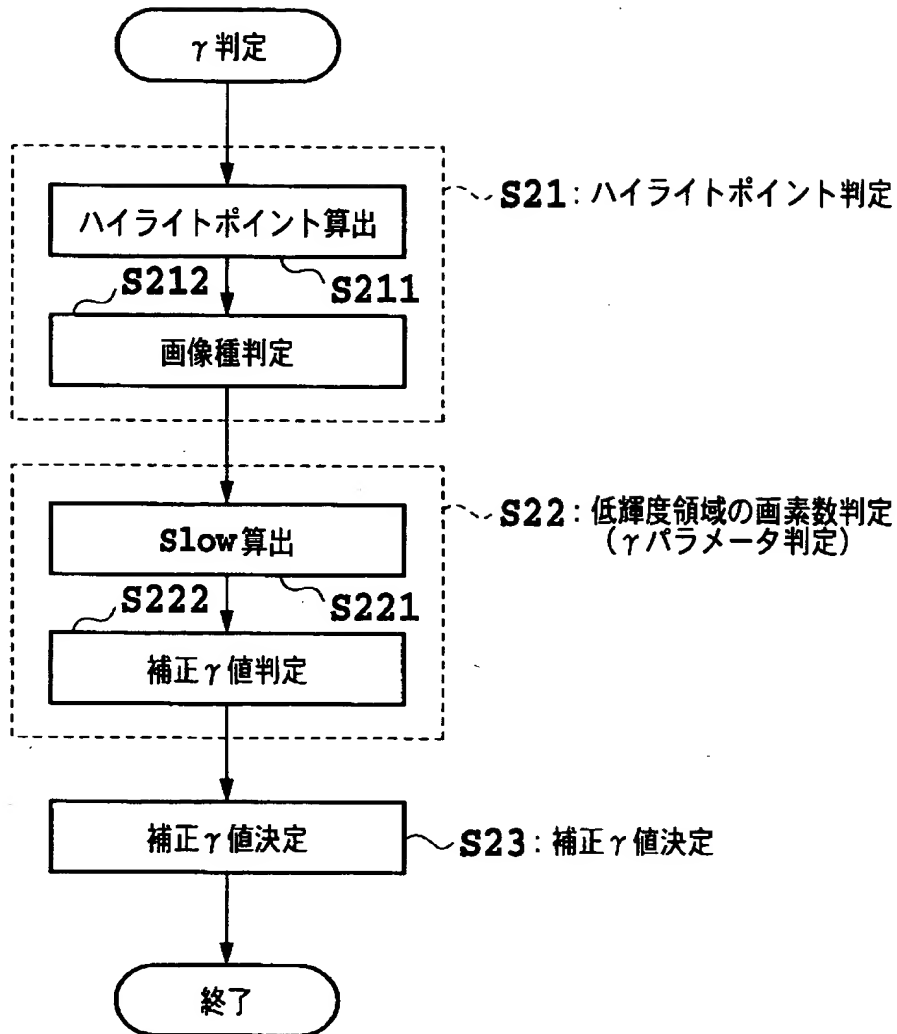 γ判定
ハイライトポイント算出
S211
S212
画像種判定
S21:ハイライトポイント判定
Slow算出
S221
S222
補正γ値判定
S22:低輝度領域の画素数判定
(γパラメータ判定)
補正γ値決定
S23:補正γ値決定
終了